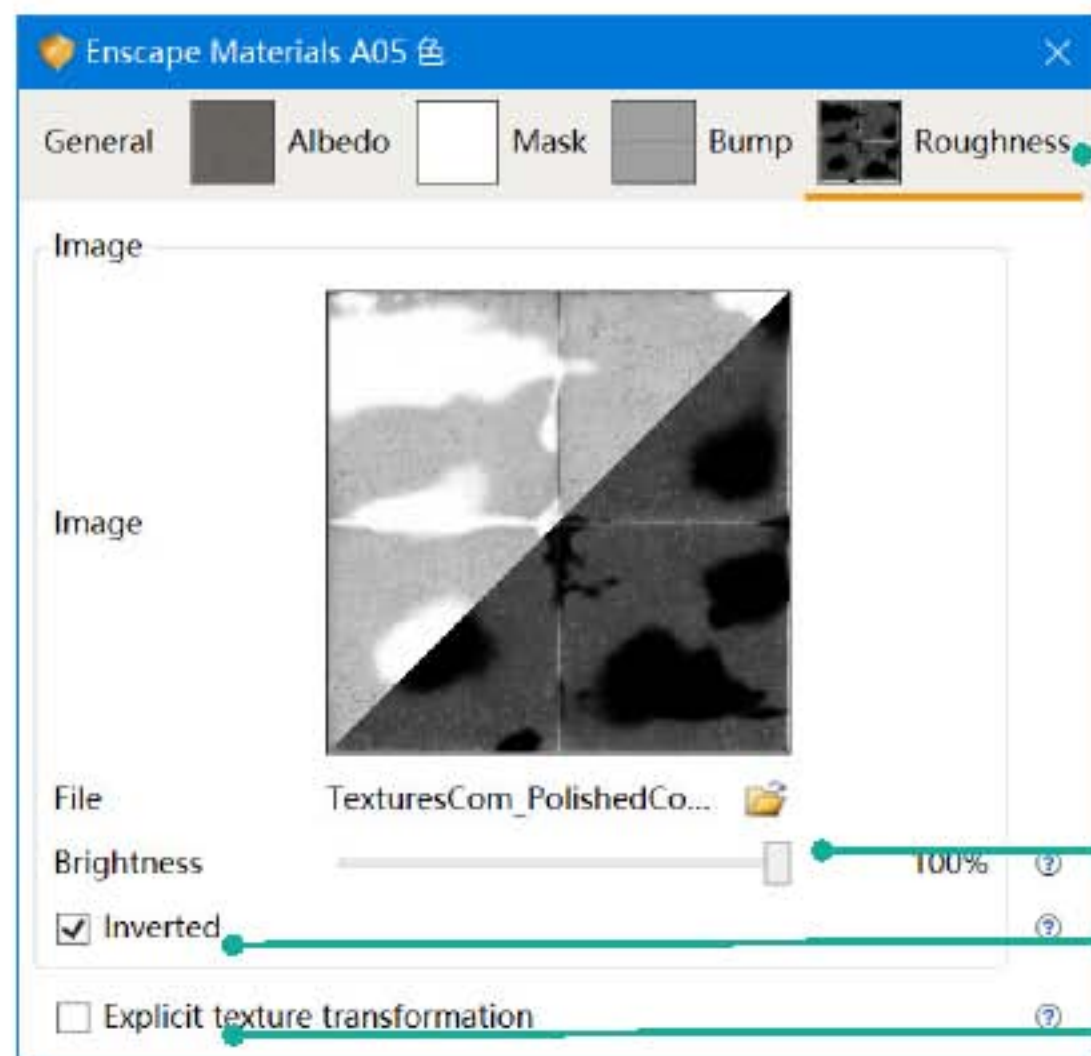 Enscape Materials A05 色
General Albedo Mask Bump Roughness
Image
Image
File TexturesCom_PolishedCo...
Brightness 100%
Inverted
Explicit texture transformation